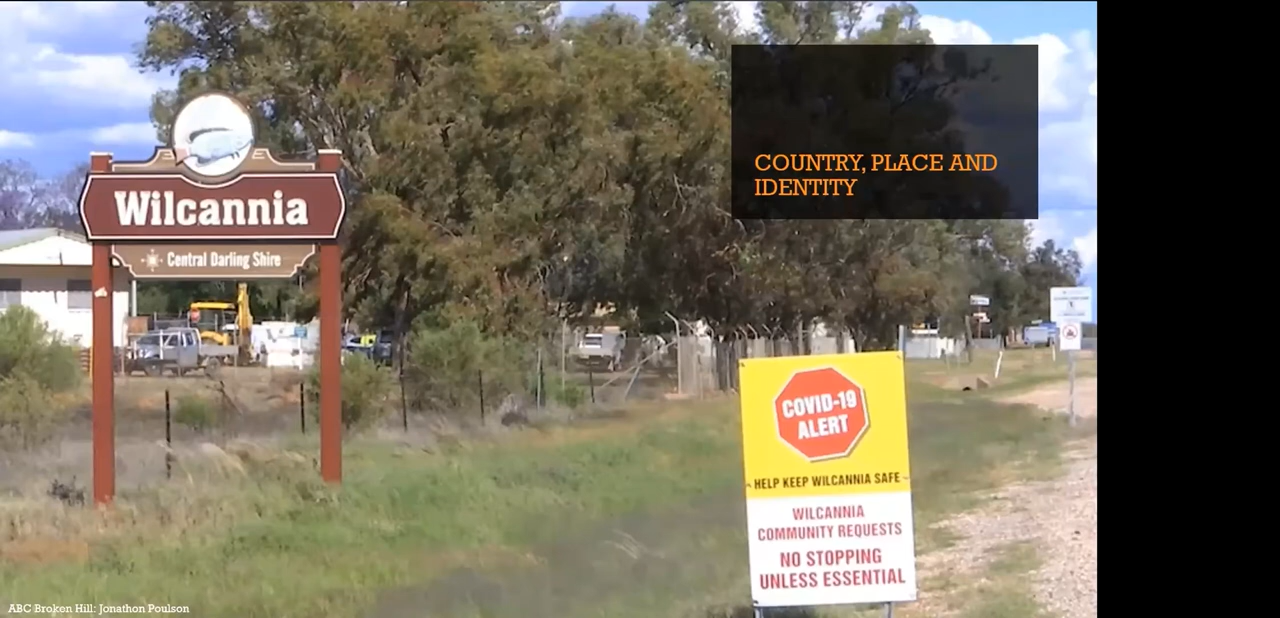 COUNTRY, PLACE AND
IDENTITY
Wilcannia
Central Darling Shire
COVID-19
ALERT
HELP KEEP WILCANNIA SAFE
WILCANNIA
COMMUNITY REQUESTS
NO STOPPING
UNLESS ESSENTIAL
ABC Broken Hill: Jonathon Poulson